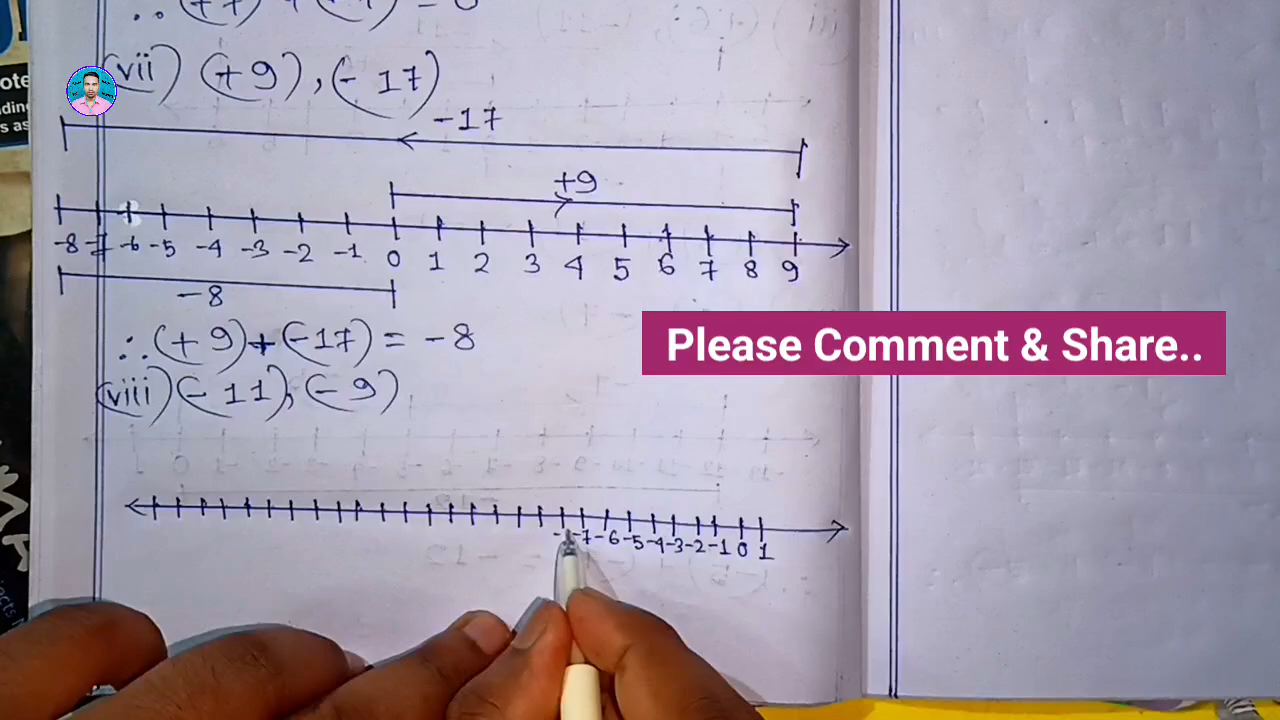 (vii) (+9), (-17)
-17
+9
-8 -7 -6 -5 -4 -3 -2 -1 0 1 2 3 4 5 6 7 8 9
-8
∴ (+9)+(-17) = -8
Please Comment & Share..
(viii) (-11), (-9)
-7 -6 -5 -4 -3 -2 -1 0 1